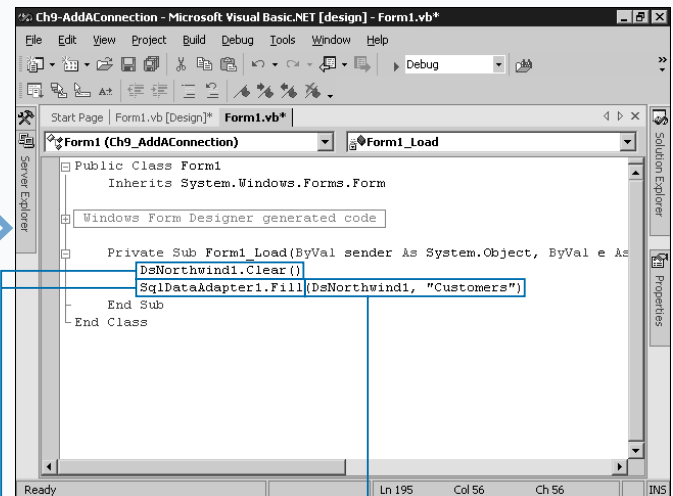 Ch9-AddAConnection - Microsoft Visual Basic.NET [design] - Form1.vb*
File Edit View Project Build Debug Tools Window Help
Debug
Start Page Form1.vb [Design]* Form1.vb*
Form1 (Ch9_AddAConnection) Form1_Load
Server Explorer
Solution Explorer
Properties
Public Class Form1
Inherits System.Windows.Forms.Form
Windows Form Designer generated code
Private Sub Form1_Load(ByVal sender As System.Object, ByVal e As
DsNorthwind1.Clear()
SqlDataAdapter1.Fill(DsNorthwind1, "Customers")
End Sub
End Class
Ready Ln 195 Col 56 Ch 56 INS